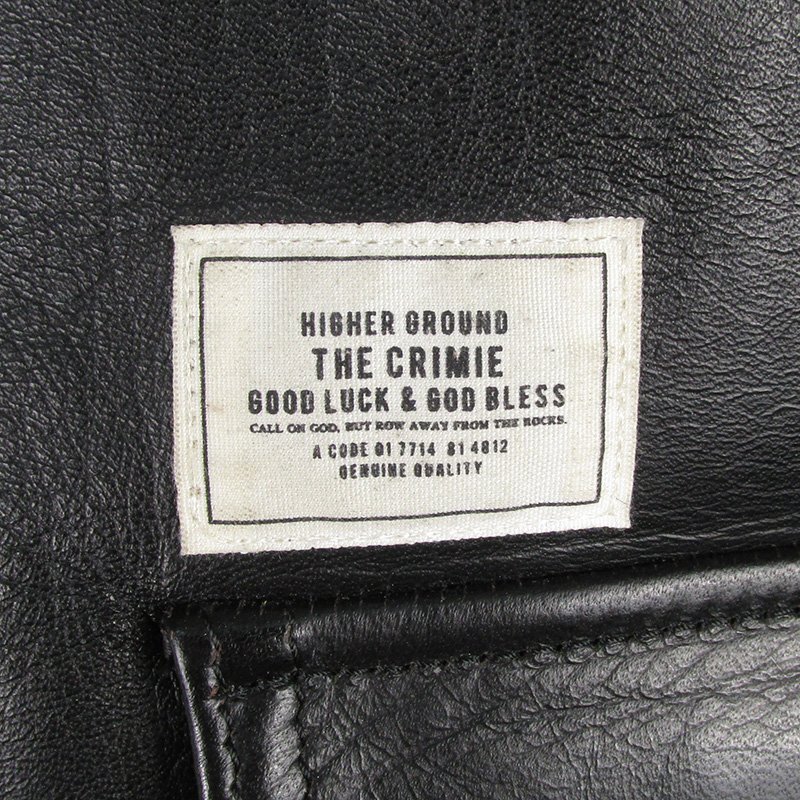 HIGHER GROUND
THE CRIMIE
GOOD LUCK & GOD BLESS
CALL ON GOD, BUT ROW AWAY FROM THE ROCKS.
A CODE 01 7714 81 4812
GENUINE QUALITY